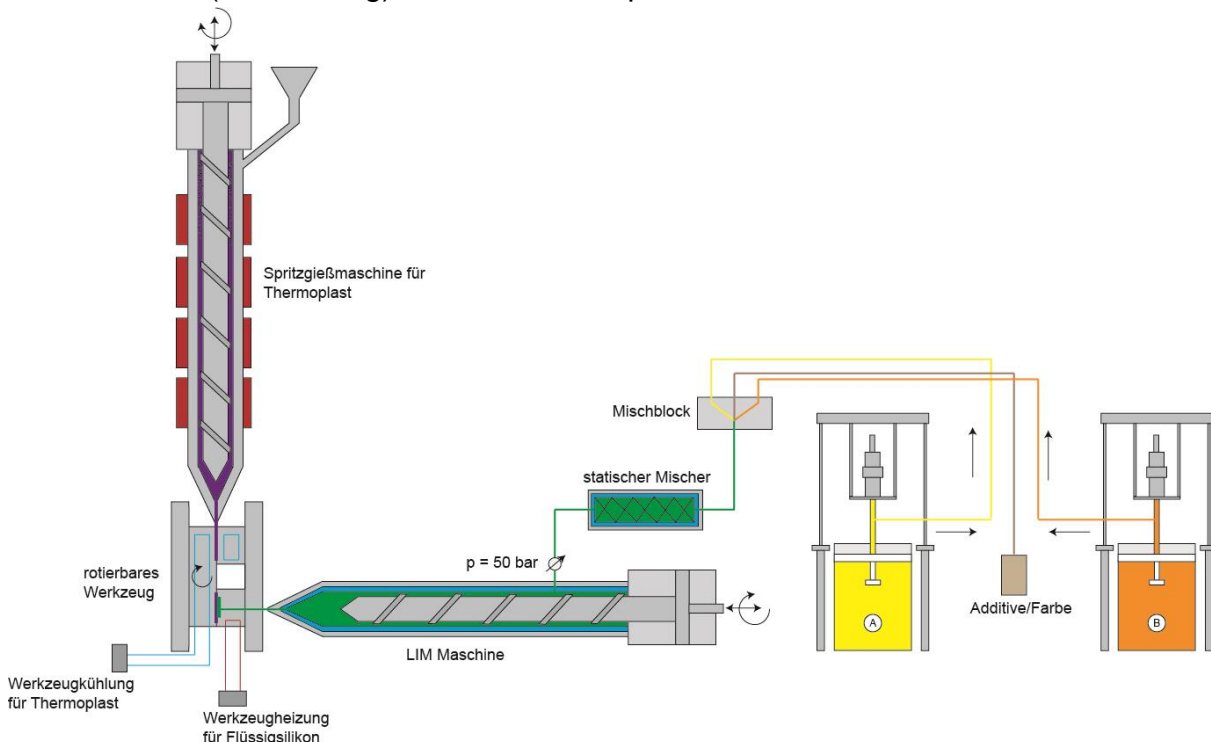 Spritzgießmaschine für
Thermoplast
Mischblock
statischer Mischer
p = 50 bar
rotierbares
Werkzeug
LIM Maschine
Additive/Farbe
A
B
Werkzeugkühlung
für Thermoplast
Werkzeugheizung
für Flüssigsilikon